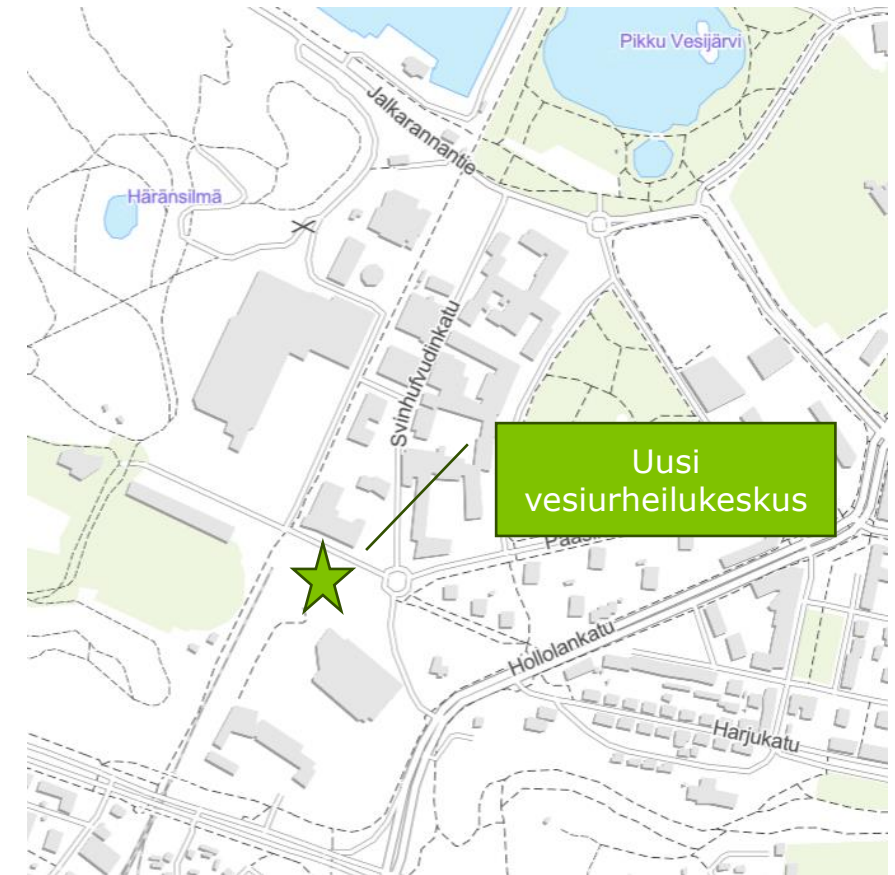 Pikku Vesijärvi
Jalkarannantie
Häränsilmä
Svinhufvudinkatu
Uusi
vesiurheilukeskus
Hollolankatu
Harjukatu